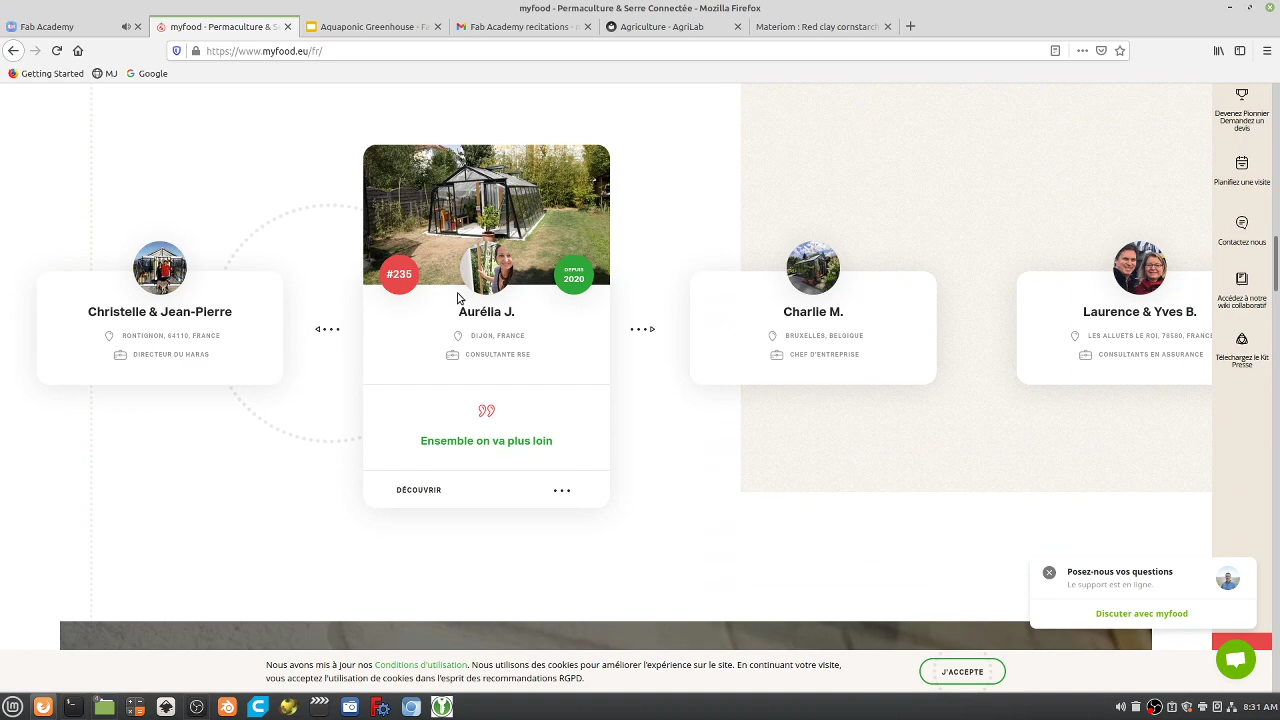 myfood - Permaculture & Serre Connectée - Mozilla Firefox
Fab Academy
myfood - Permaculture & S
Aquaponic Greenhouse - F
Fab Academy recitations - n
Agriculture - AgriLab
Materiom : Red clay cornstarch
https://www.myfood.eu/fr/
Getting Started
MJ
Google
Devenez Pionnier
Demandez un
devis
Planifiez une visite
Contactez nous
Accédez à notre
wiki collaboratif
Téléchargez le Kit
Presse
#235
DEPUIS
2020
Christelle & Jean-Pierre
RONTIGNON, 64110, FRANCE
DIRECTEUR DU HARAS
Aurélia J.
DIJON, FRANCE
CONSULTANTE RSE
Charlie M.
BRUXELLES, BELGIQUE
CHEF D'ENTREPRISE
Laurence & Yves B.
LES ALLUETS LE ROI, 78580, FRANCE
CONSULTANTS EN ASSURANCE
Ensemble on va plus loin
DÉCOUVRIR
Posez-nous vos questions
Le support est en ligne.
Discuter avec myfood
Nous avons mis à jour nos Conditions d'utilisation. Nous utilisons des cookies pour améliorer l'expérience sur le site. En continuant votre visite,
vous acceptez l'utilisation de cookies dans l'esprit des recommandations RGPD.
J'ACCEPTE
8:31 AM